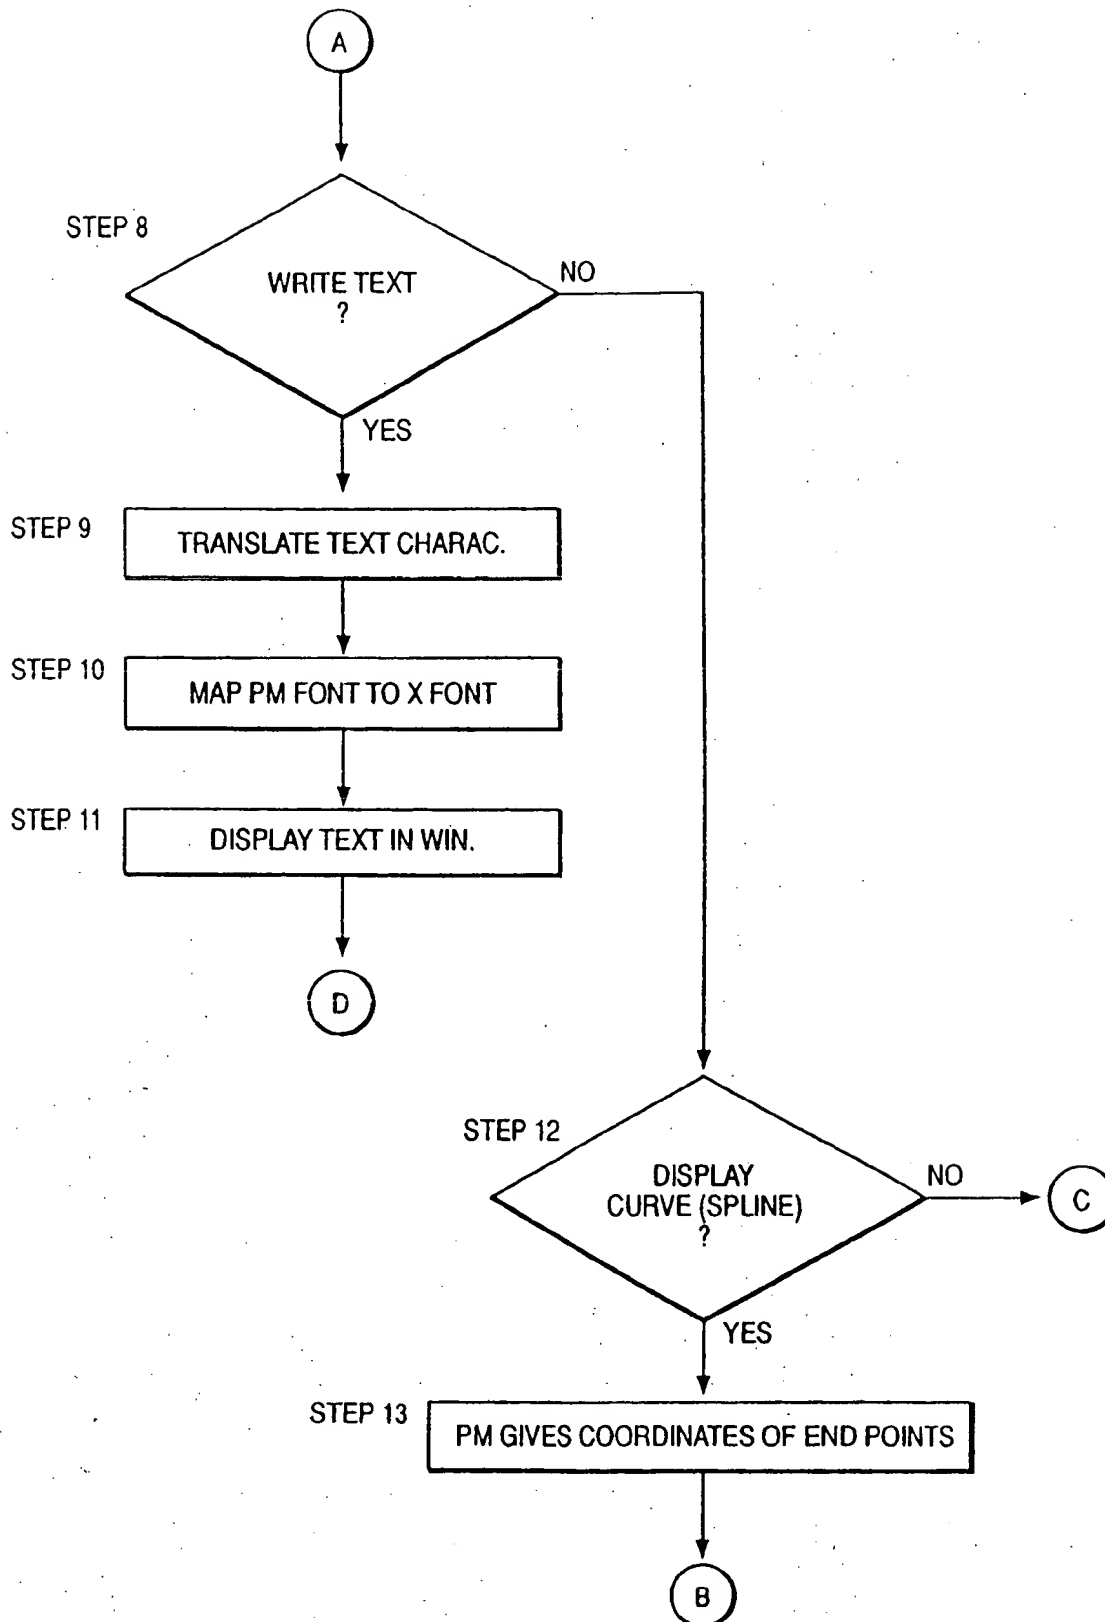 A
STEP 8
WRITE TEXT
?
NO
YES
STEP 9
TRANSLATE TEXT CHARAC.
STEP 10
MAP PM FONT TO X FONT
STEP 11
DISPLAY TEXT IN WIN.
D
STEP 12
DISPLAY
CURVE (SPLINE)
?
NO
C
YES
STEP 13
PM GIVES COORDINATES OF END POINTS
B